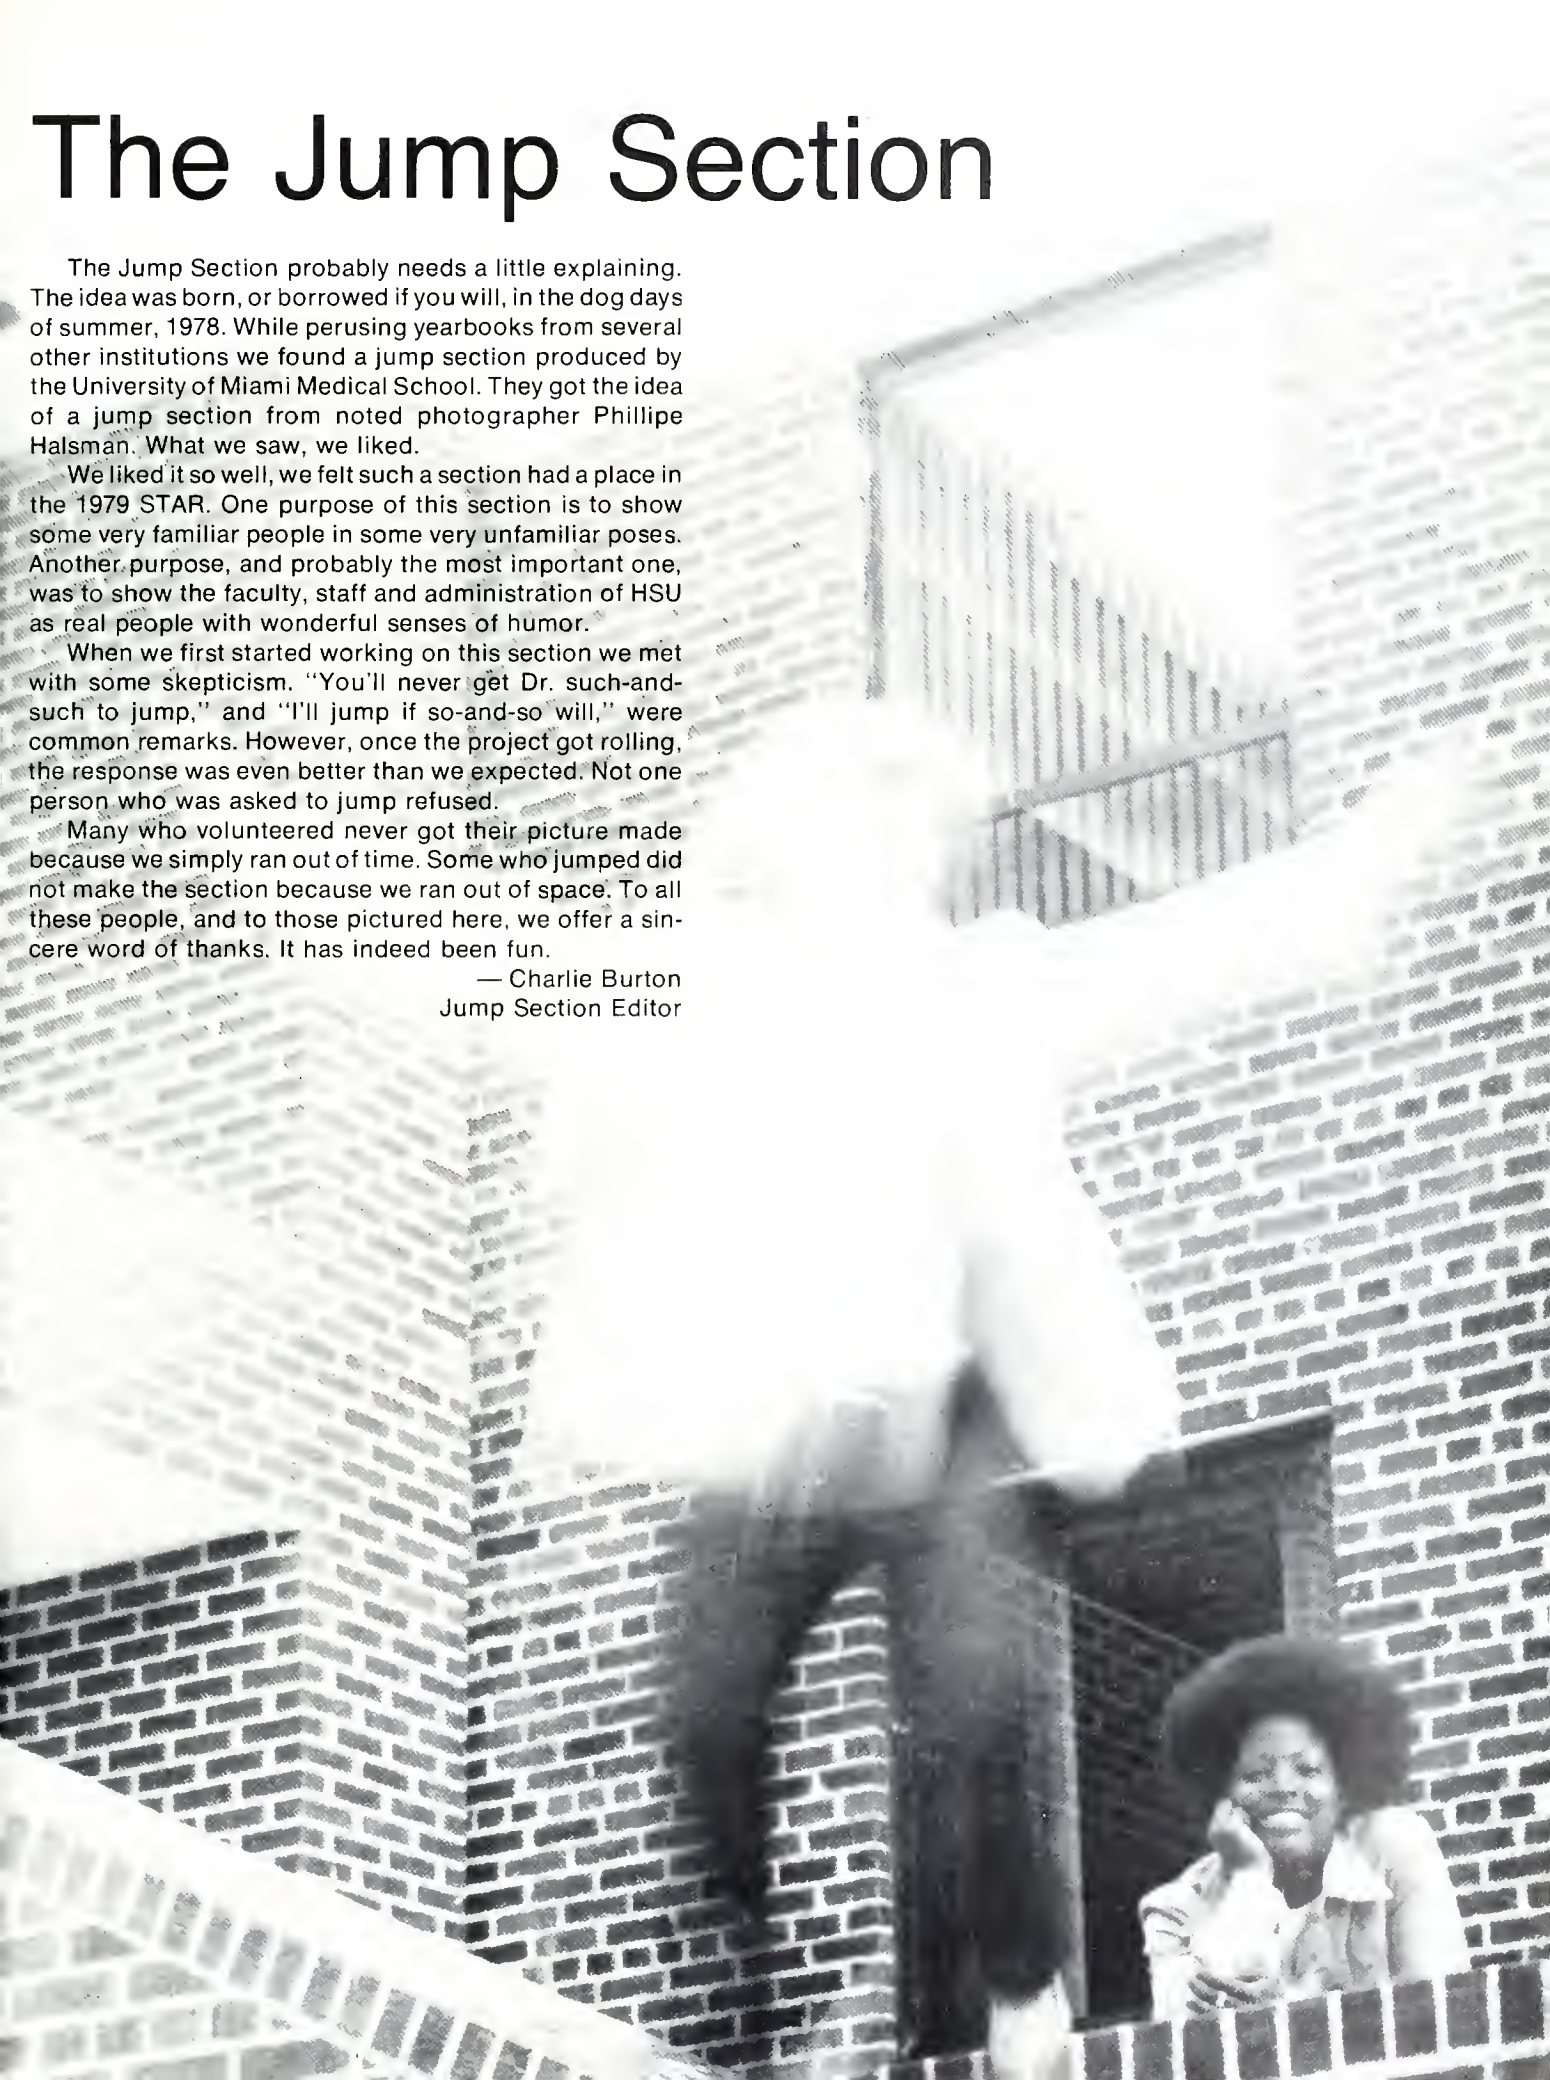 The Jump Section
The Jump Section probably needs a little explaining.
The idea was born, or borrowed if you will, in the dog days
of summer, 1978. While perusing yearbooks from several
other institutions we found a jump section produced by
the University of Miami Medical School. They got the idea
of a jump section from noted photographer Phillipe
Halsman. What we saw, we liked.
We liked it so well, we felt such a section had a place in
the 1979 STAR. One purpose of this section is to show
some very familiar people in some very unfamiliar poses.
Another purpose, and probably the most important one,
was to show the faculty, staff and administration of HSU
as real people with wonderful senses of humor.
When we first started working on this section we met
with some skepticism. "You'll never get Dr. such-and-
such to jump," and "I'll jump if so-and-so will," were
common remarks. However, once the project got rolling,
the response was even better than we expected. Not one
person who was asked to jump refused.
Many who volunteered never got their picture made
because we simply ran out of time. Some who jumped did
not make the section because we ran out of space. To all
these people, and to those pictured here, we offer a sin-
cere word of thanks. It has indeed been fun.
— Charlie Burton
Jump Section Editor